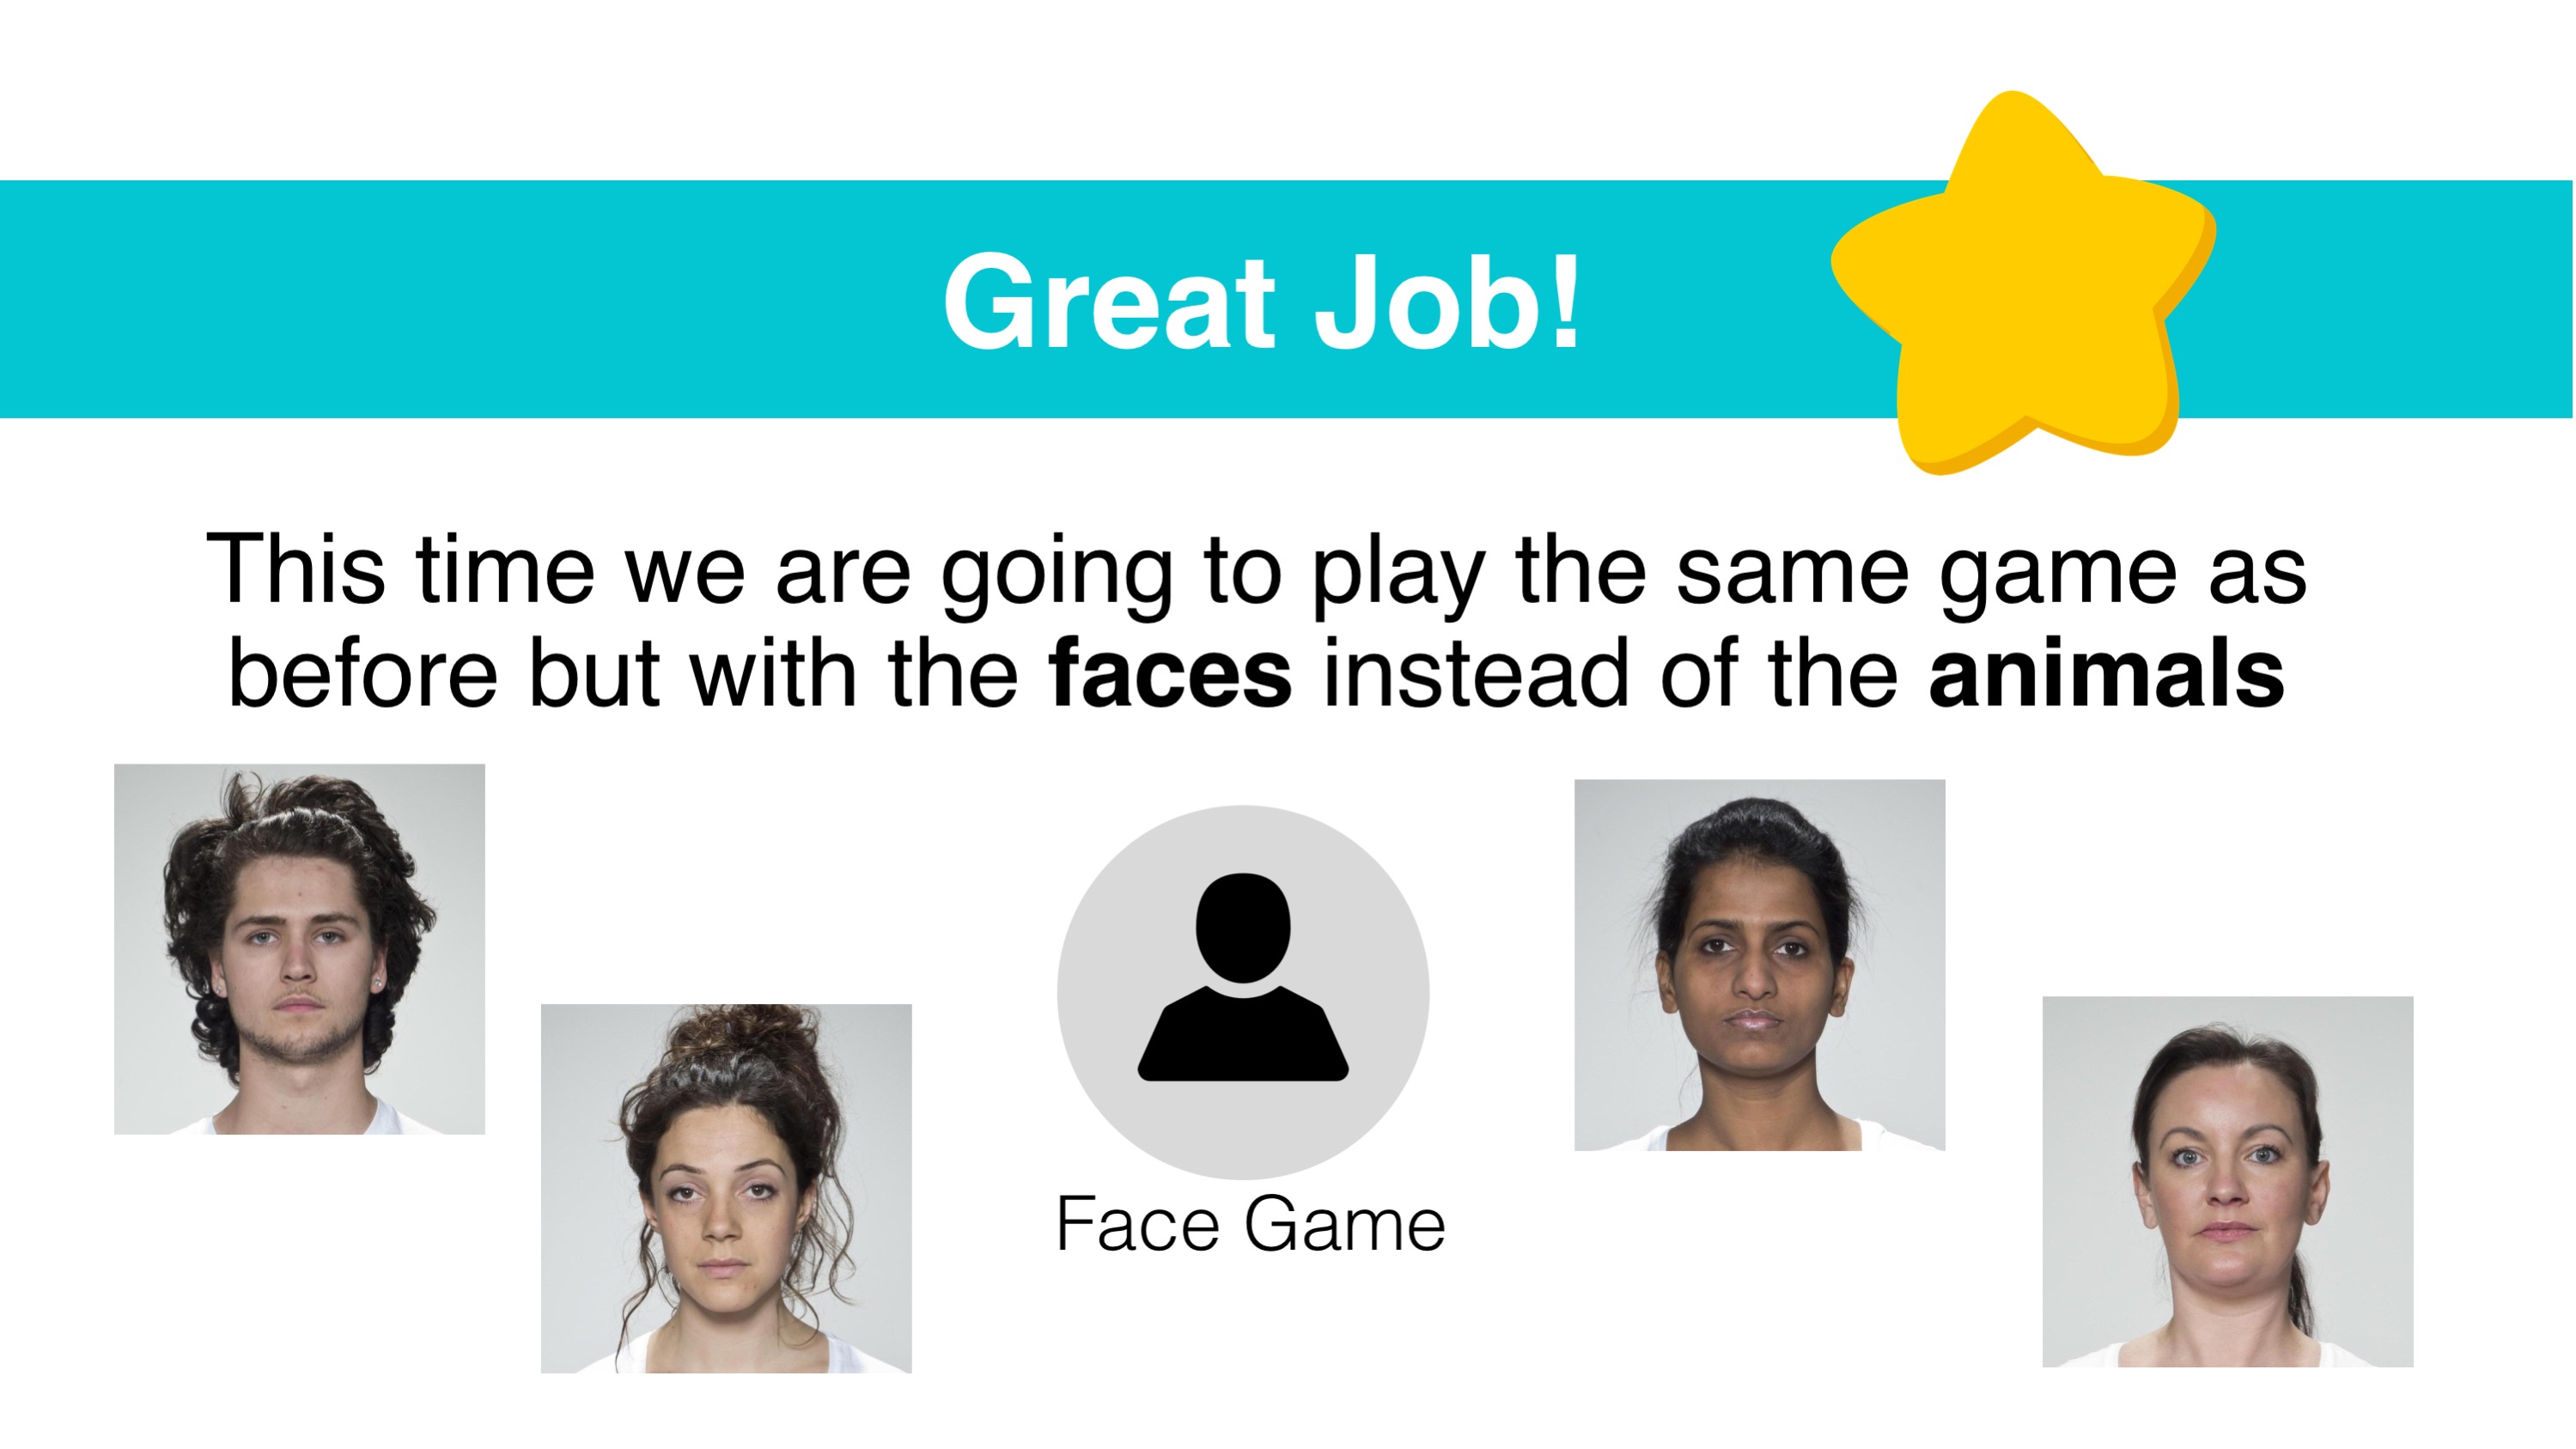 Great Job!
This time we are going to play the same game as
before but with the faces instead of the animals
Face Game